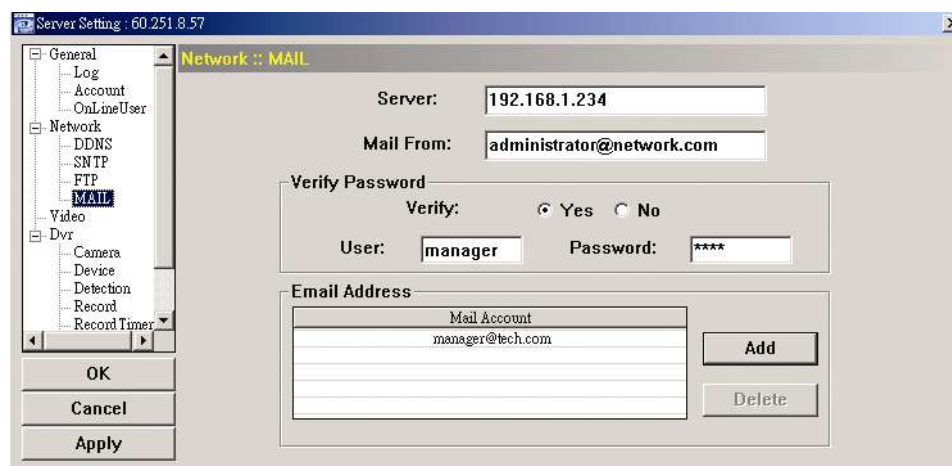 Server Setting : 60.251.8.57
General
Log
Account
OnLineUser
Network
DDNS
SNTP
FTP
MAIL
Video
Dvr
Camera
Device
Detection
Record
Record Timer
OK
Cancel
Apply
Network :: MAIL
Server: 192.168.1.234
Mail From: administrator@network.com
Verify Password
Verify: Yes No
User: manager Password: ****
Email Address
Mail Account
manager@tech.com
Add
Delete